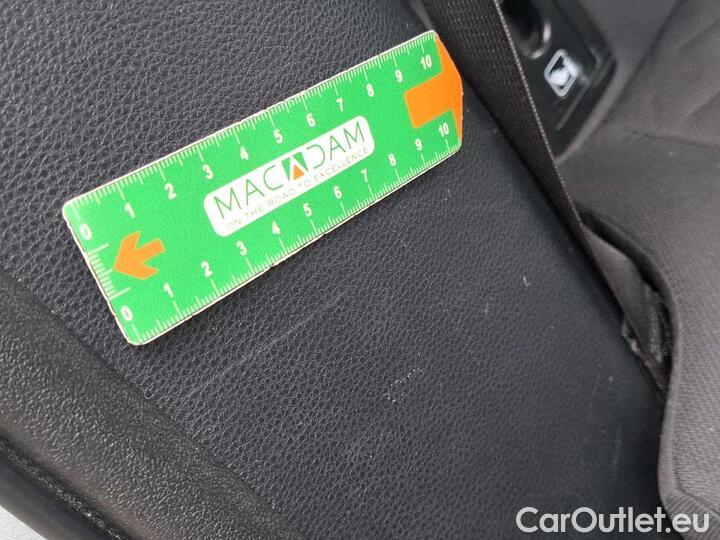 0 1 2 3 4 5 6 7 8 9 10
MACADAM
ON THE ROAD TO EXCELLENCE
0 1 2 3 4 5 6 7 8 9 10
CarOutlet.eu